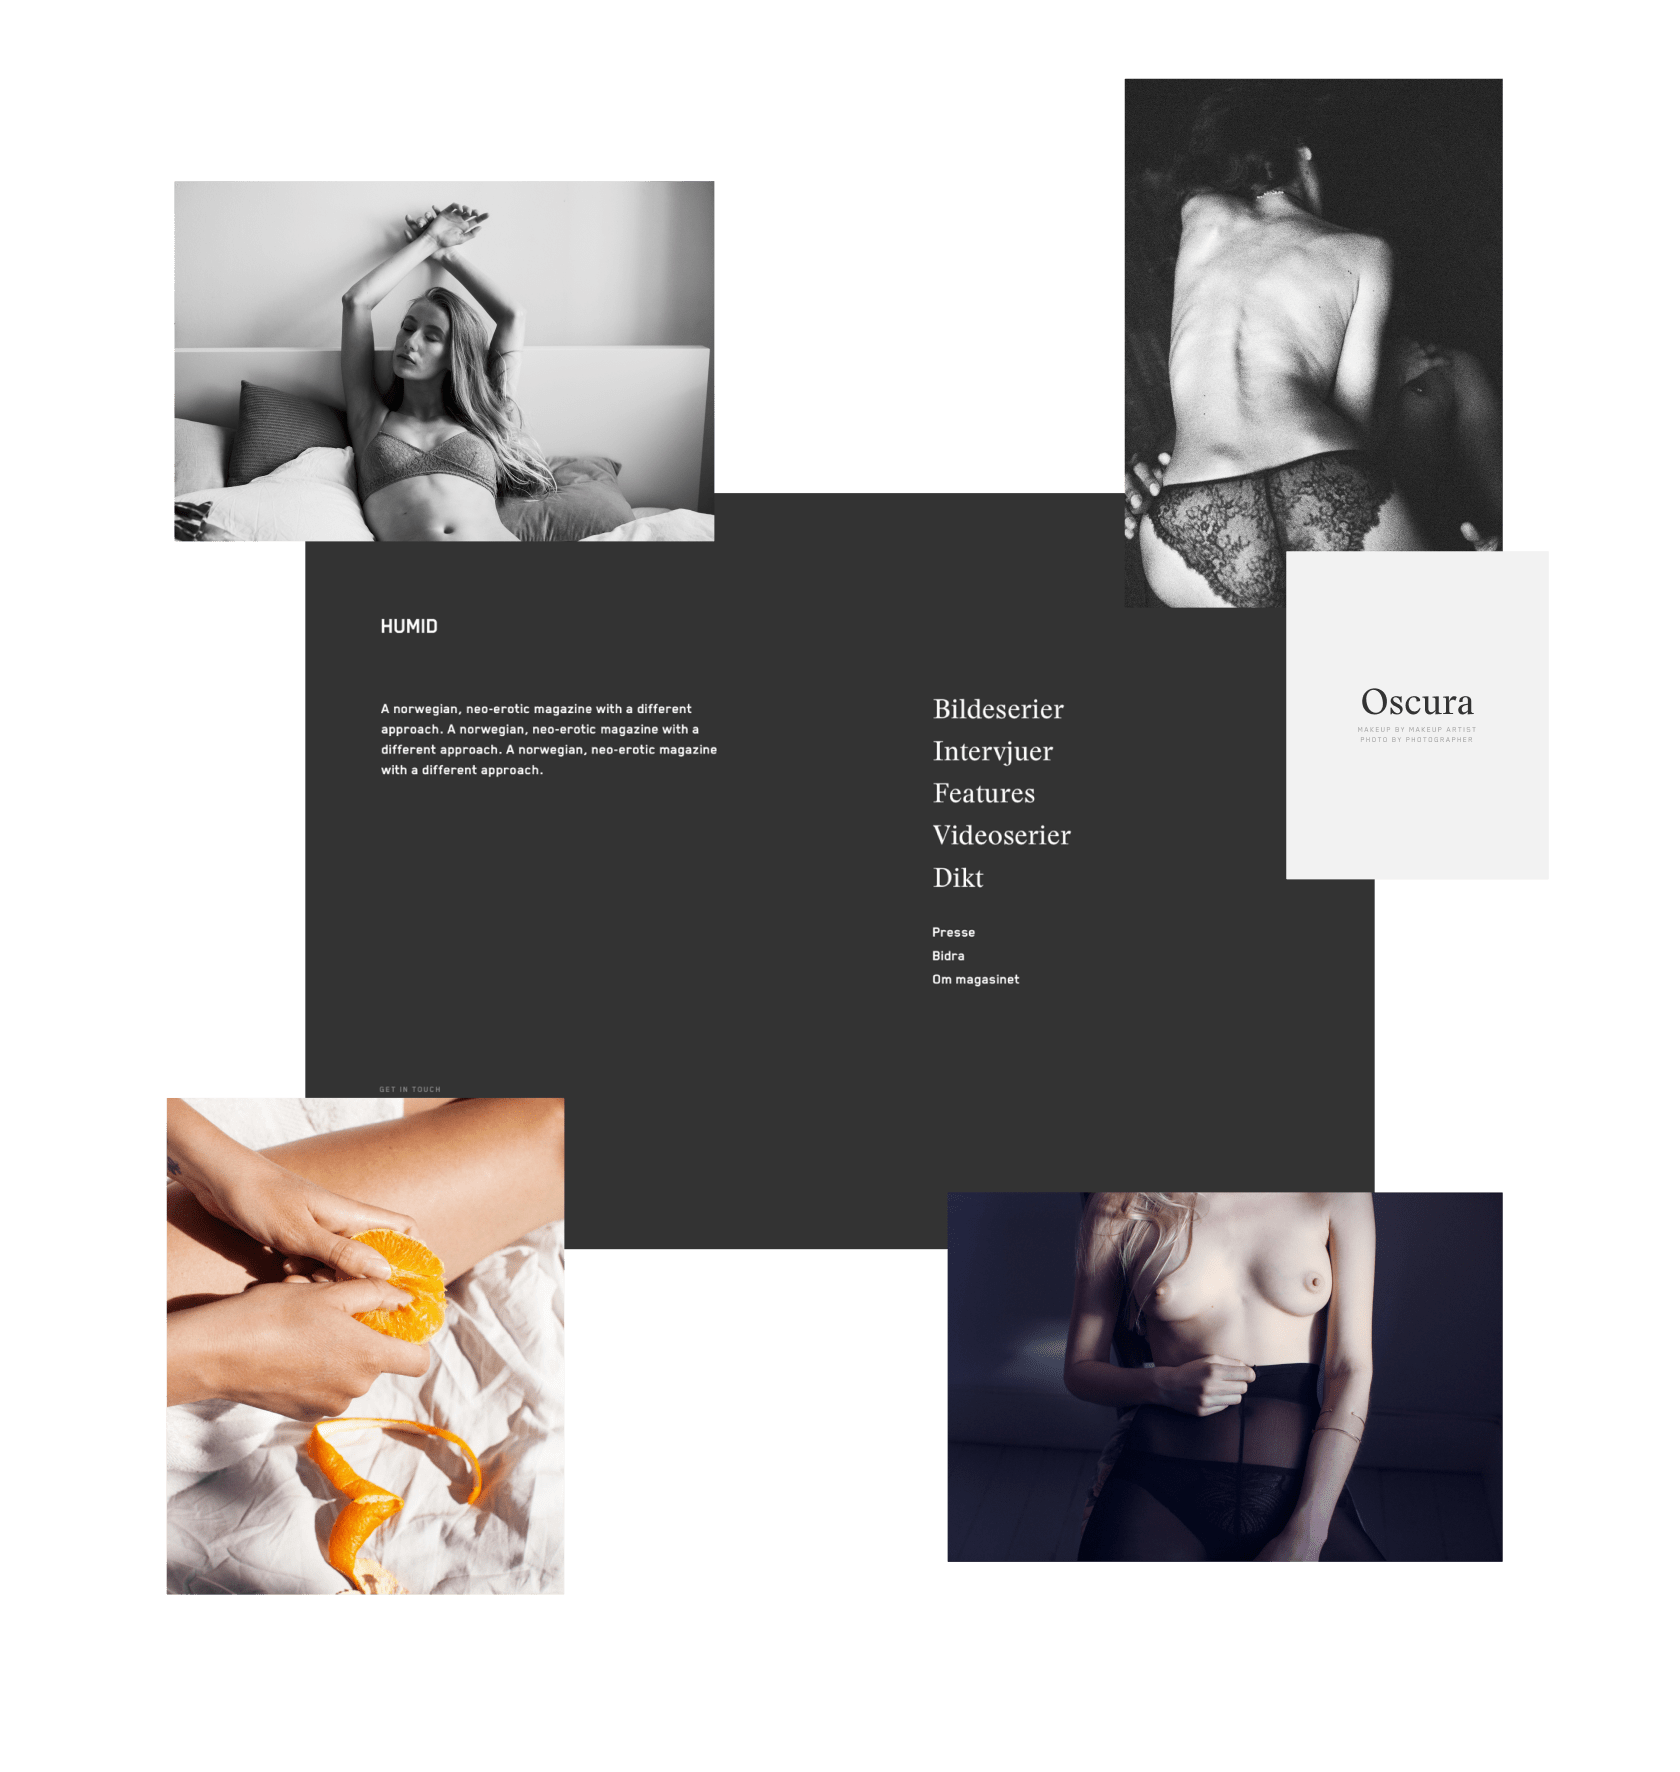 HUMID
A norwegian, neo-erotic magazine with a different
approach. A norwegian, neo-erotic magazine with a
different approach. A norwegian, neo-erotic magazine
with a different approach.
Bildeserier
Intervjuer
Features
Videoserier
Dikt
Presse
Bidra
Om magasinet
GET IN TOUCH
Oscura
MAKEUP BY MAKEUP ARTIST
PHOTO BY PHOTOGRAPHER